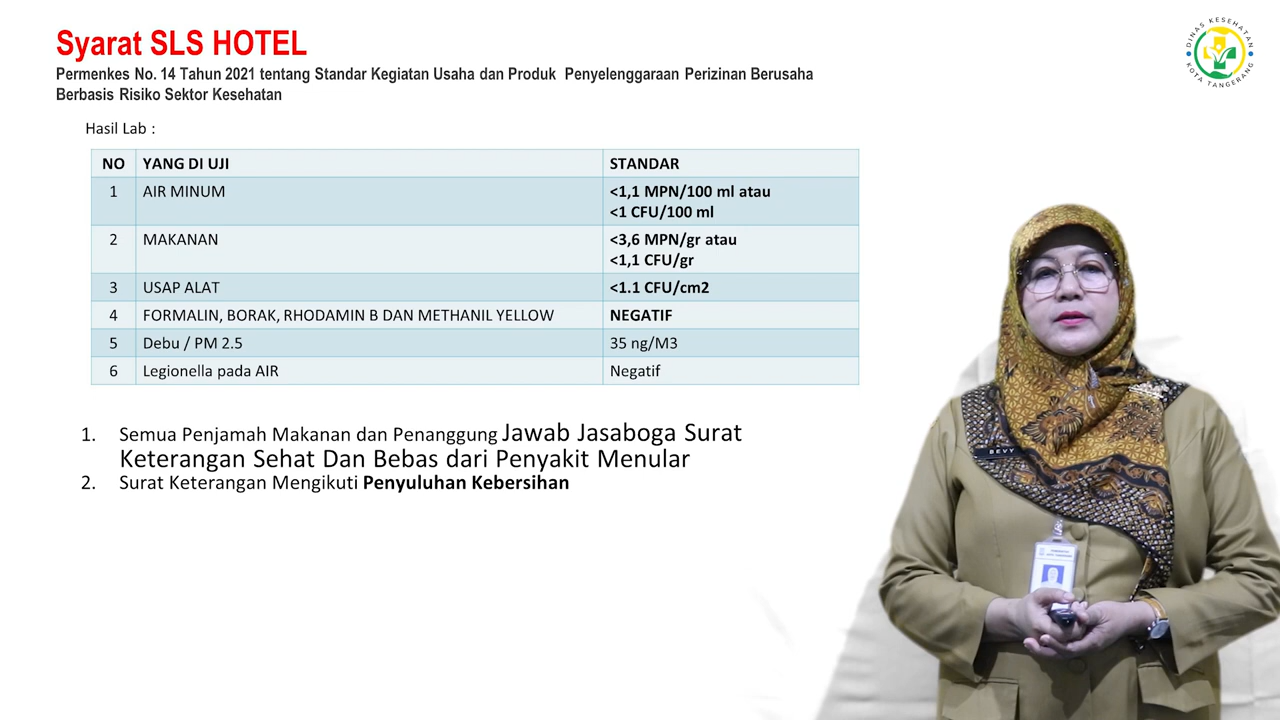 Syarat SLS HOTEL
Permenkes No. 14 Tahun 2021 tentang Standar Kegiatan Usaha dan Produk Penyelenggaraan Perizinan Berusaha
Berbasis Risiko Sektor Kesehatan
DINAS KESEHATAN
KOTA TANGERANG
Hasil Lab :
NO YANG DI UJI STANDAR
1 AIR MINUM <1,1 MPN/100 ml atau
<1 CFU/100 ml
2 MAKANAN <3,6 MPN/gr atau
<1,1 CFU/gr
3 USAP ALAT <1.1 CFU/cm2
4 FORMALIN, BORAK, RHODAMIN B DAN METHANIL YELLOW NEGATIF
5 Debu / PM 2.5 35 ng/M3
6 Legionella pada AIR Negatif
1. Semua Penjamah Makanan dan Penanggung Jawab Jasaboga Surat
Keterangan Sehat Dan Bebas dari Penyakit Menular
2. Surat Keterangan Mengikuti Penyuluhan Kebersihan
BEVY